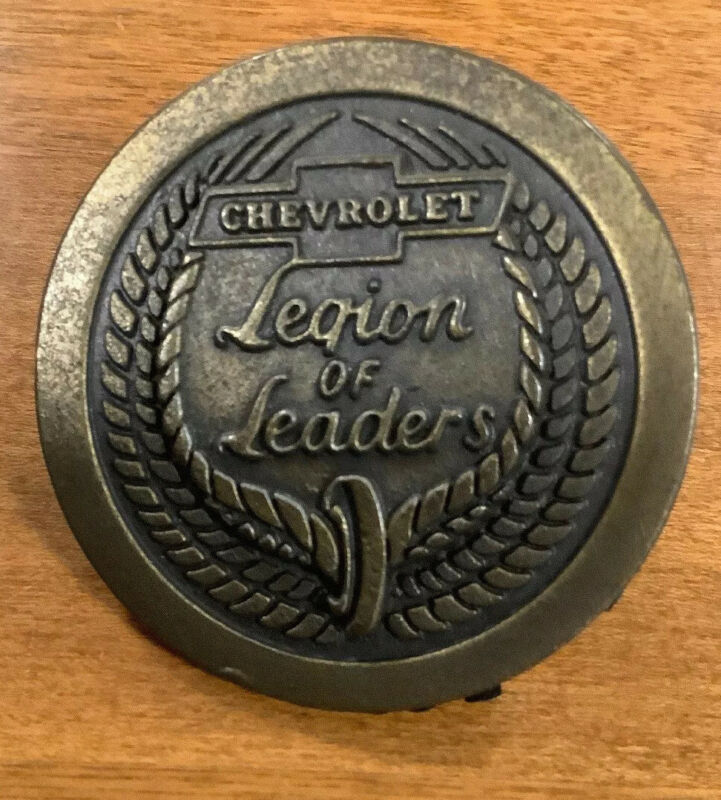 CHEVROLET
Legion
OF
Leaders